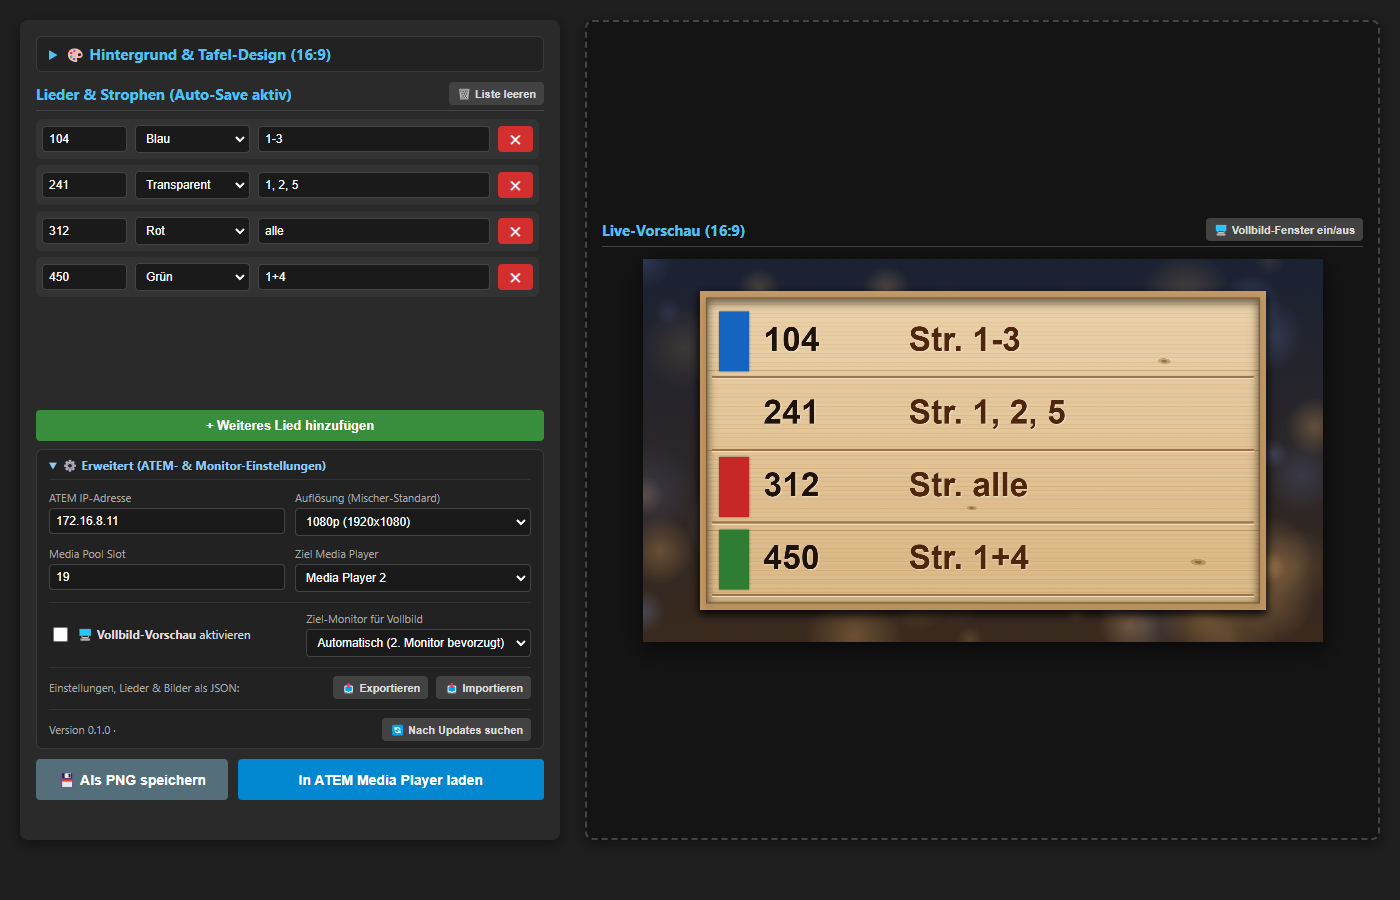 Hintergrund & Tafel-Design (16:9)
Lieder & Strophen (Auto-Save aktiv)
Liste leeren
104
Blau
1-3
241
Transparent
1, 2, 5
312
Rot
alle
450
Grün
1+4
+ Weiteres Lied hinzufügen
Erweitert (ATEM- & Monitor-Einstellungen)
ATEM IP-Adresse
Auflösung (Mischer-Standard)
172.16.8.11
1080p (1920x1080)
Media Pool Slot
Ziel Media Player
19
Media Player 2
Vollbild-Vorschau aktivieren
Ziel-Monitor für Vollbild
Automatisch (2. Monitor bevorzugt)
Einstellungen, Lieder & Bilder als JSON:
Exportieren
Importieren
Version 0.1.0 ·
Nach Updates suchen
Als PNG speichern
In ATEM Media Player laden
Live-Vorschau (16:9)
Vollbild-Fenster ein/aus
104 Str. 1-3
241 Str. 1, 2, 5
312 Str. alle
450 Str. 1+4